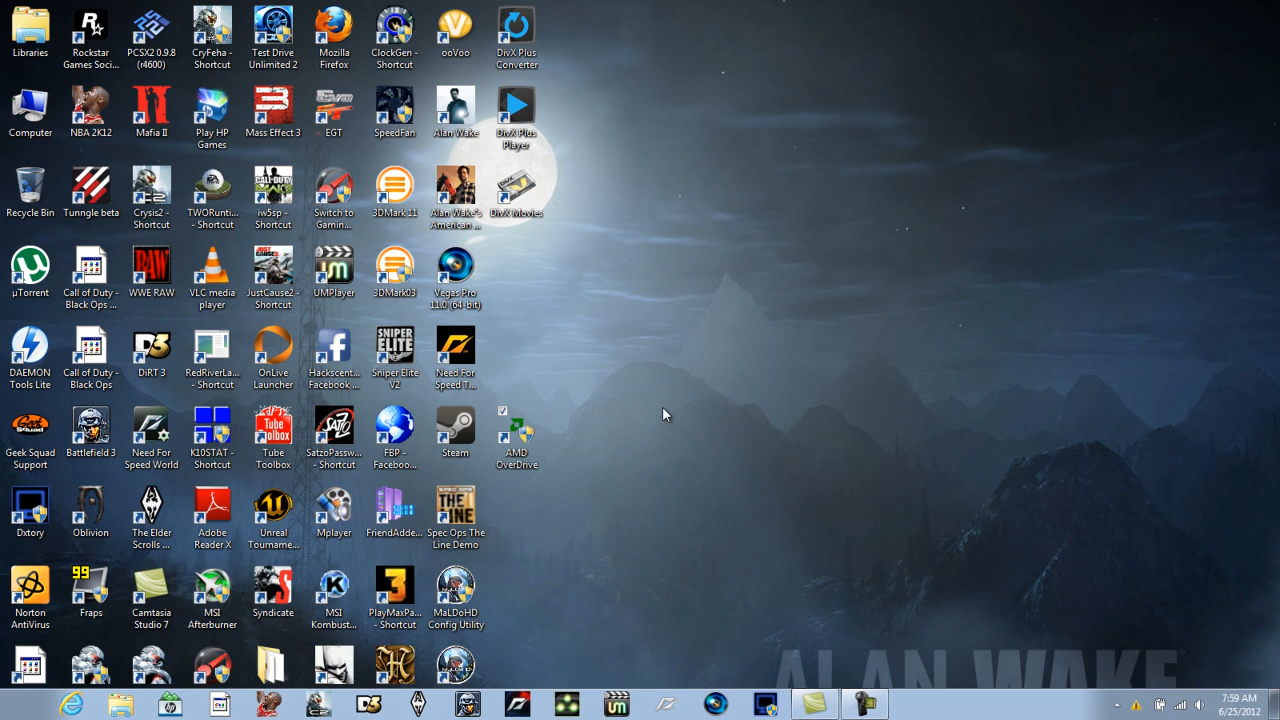 Libraries
Rockstar
Games Soci...
PCSX2 0.9.8
(r4600)
CryFeha -
Shortcut
Test Drive
Unlimited 2
Mozilla
Firefox
ClockGen -
Shortcut
ooVoo
DivX Plus
Converter
Computer
NBA 2K12
Mafia II
Play HP
Games
Mass Effect 3
EGT
SpeedFan
Alan Wake
DivX Plus
Player
Recycle Bin
Tunngle beta
Crysis2 -
Shortcut
TWORunti...
- Shortcut
iw5sp -
Shortcut
Switch to
Gamin...
3DMark 11
Alan Wake's
American ...
DivX Movies
µTorrent
Call of Duty -
Black Ops ...
WWE RAW
VLC media
player
JustCause2 -
Shortcut
UMPlayer
3DMark03
Vegas Pro
11.0 (64-bit)
DAEMON
Tools Lite
Call of Duty -
Black Ops
DiRT 3
RedRiverLa...
- Shortcut
OnLive
Launcher
Hackscent...
Facebook ...
Sniper Elite
V2
Need For
Speed T...
Geek Squad
Support
Battlefield 3
Need For
Speed World
K10STAT -
Shortcut
Tube
Toolbox
SatzoPassw...
- Shortcut
FBP -
Faceboo...
Steam
AMD
OverDrive
Dxtory
Oblivion
The Elder
Scrolls ...
Adobe
Reader X
Unreal
Tourname...
Mplayer
FriendAdde...
Spec Ops The
Line Demo
Norton
AntiVirus
Fraps
Camtasia
Studio 7
MSI
Afterburner
Syndicate
MSI
Kombust...
PlayMaxPa...
- Shortcut
MaLDoHD
Config Utility
ALAN WAKE
7:59 AM
6/25/2012